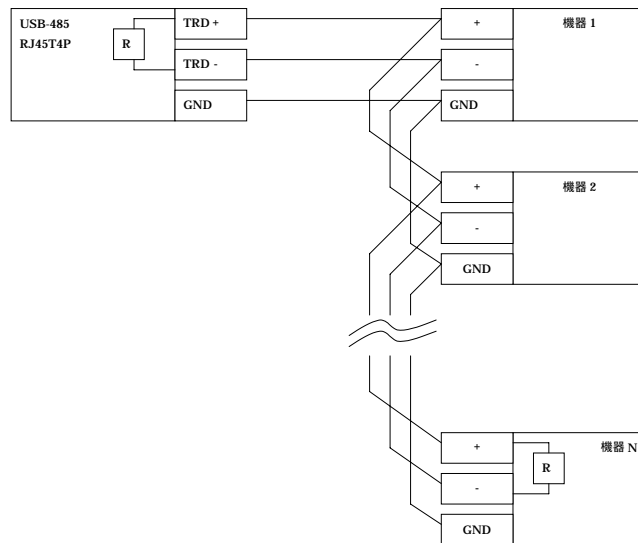 USB-485
RJ45T4P
R
TRD +
TRD -
GND
+
-
GND
機器 1
+
-
GND
機器 2
+
-
GND
R
機器 N